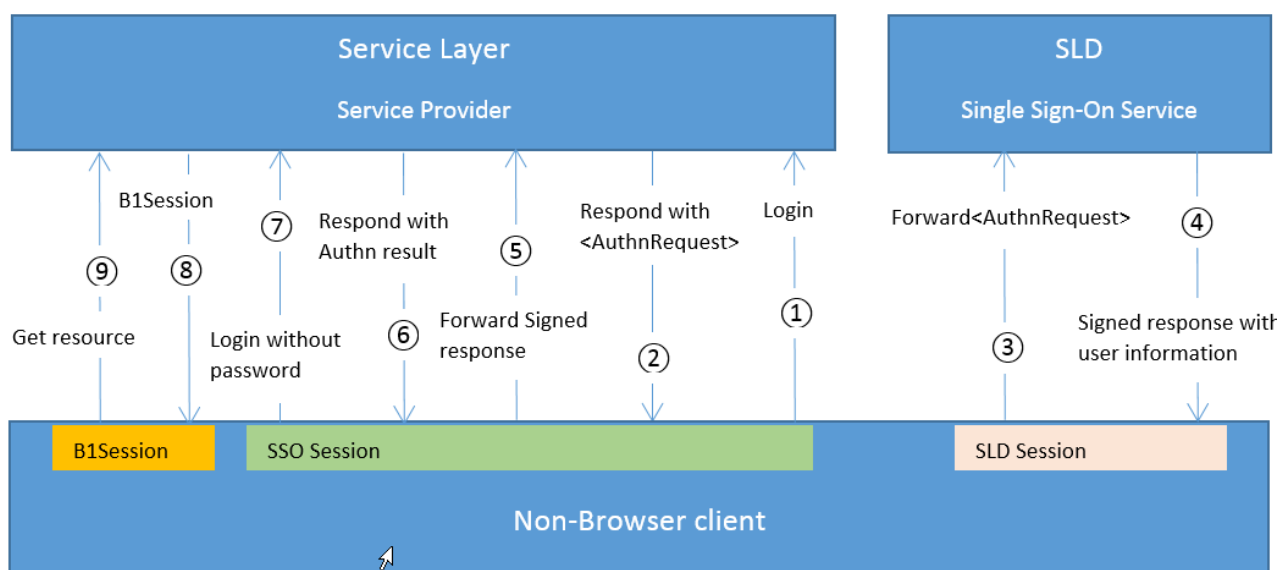 Service Layer
Service Provider
SLD
Single Sign-On Service
B1Session
⑦
Respond with
Authn result
⑤
Respond with
<AuthnRequest>
Login
Forward<AuthnRequest>
④
⑨
⑧
①
Get resource
Login without
password
⑥
Forward Signed
response
②
③
Signed response with
user information
B1Session
SSO Session
SLD Session
Non-Browser client